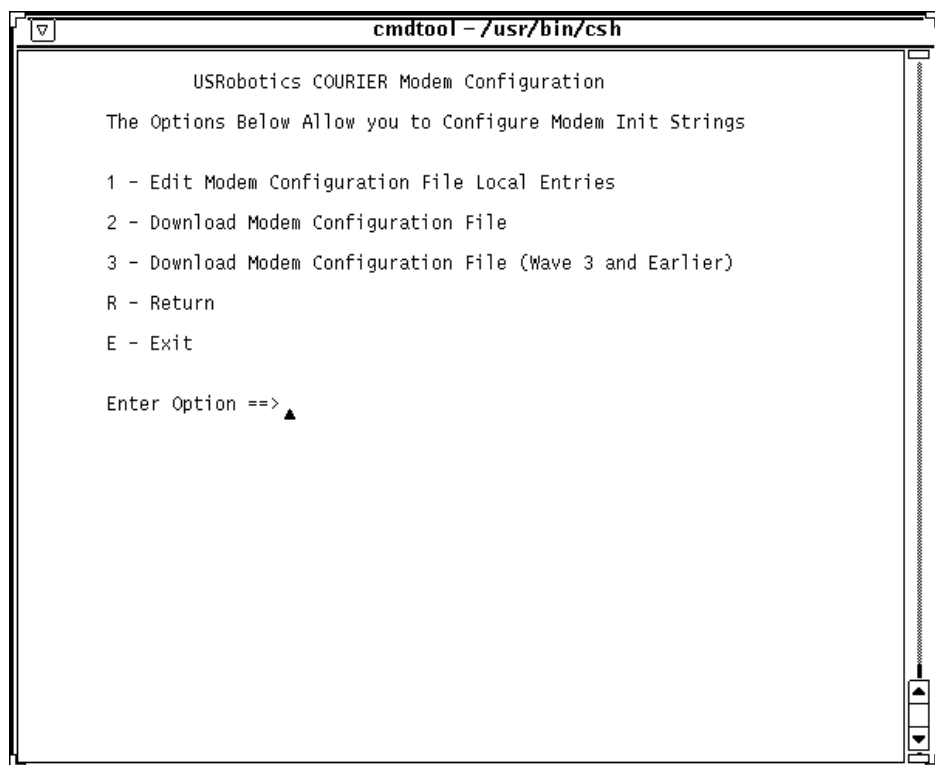 cmdtool – /usr/bin/csh
USRobotics COURIER Modem Configuration
The Options Below Allow you to Configure Modem Init Strings
1 - Edit Modem Configuration File Local Entries
2 - Download Modem Configuration File
3 - Download Modem Configuration File (Wave 3 and Earlier)
R - Return
E - Exit
Enter Option ==>